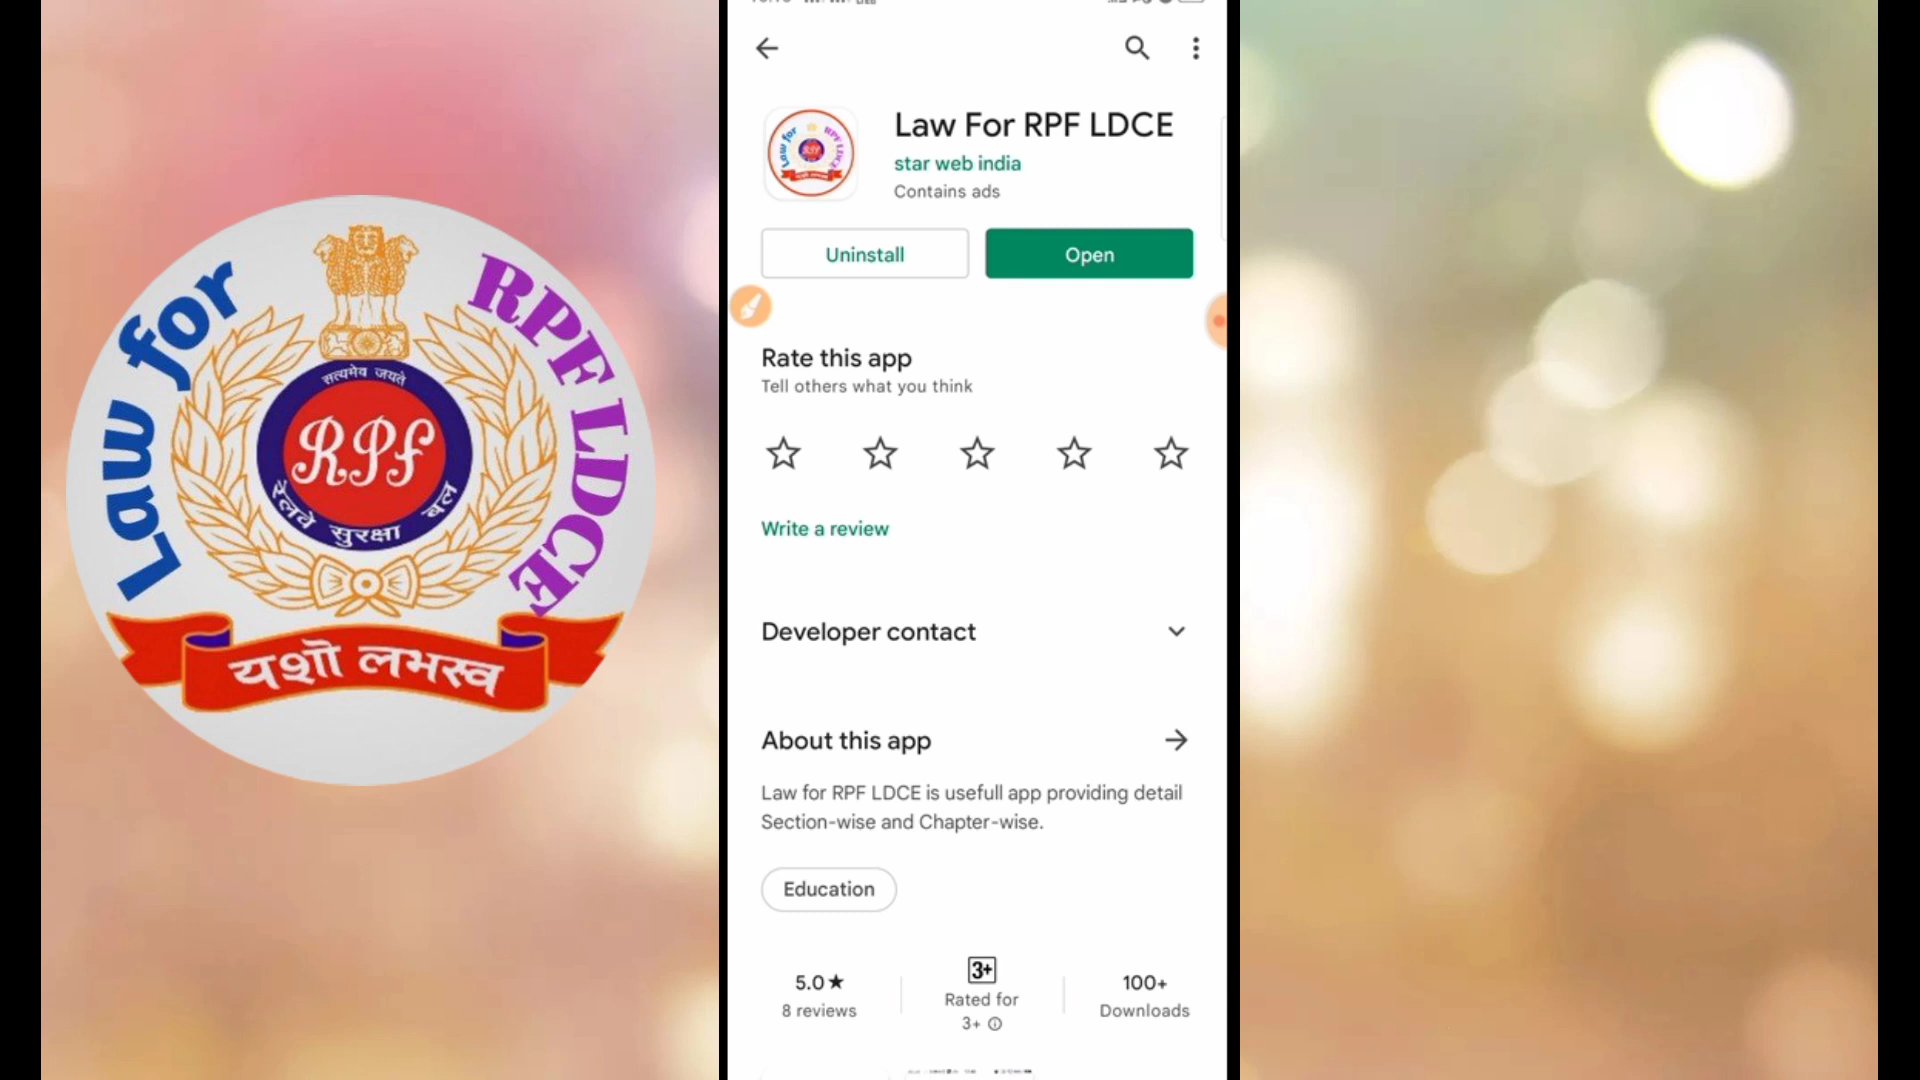 Law for
RPF LDCE
सत्यमेव जयते
RPf
रेलवे सुरक्षा बल
यशो लभस्व
Law For RPF LDCE
star web india
Contains ads
Uninstall
Open
Rate this app
Tell others what you think
Write a review
Developer contact
About this app
Law for RPF LDCE is usefull app providing detail
Section-wise and Chapter-wise.
Education
5.0★
8 reviews
3+
Rated for
3+
100+
Downloads